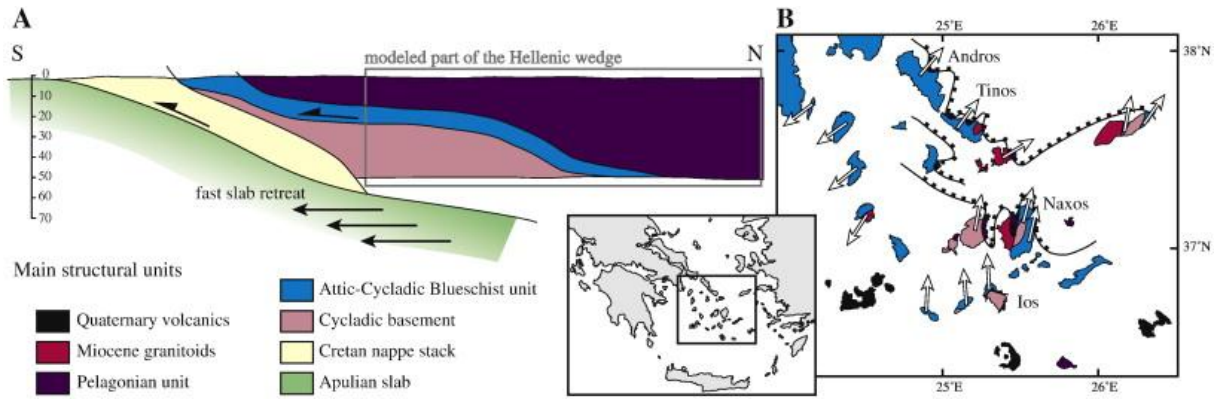 A
S
N
modeled part of the Hellenic wedge
0
10
20
30
40
50
60
70
fast slab retreat
Main structural units
Quaternary volcanics
Miocene granitoids
Pelagonian unit
Attic-Cycladic Blueschist unit
Cycladic basement
Cretan nappe stack
Apulian slab
B
25°E
26°E
38°N
Andros
Tinos
Naxos
37°N
Ios
25°E
26°E